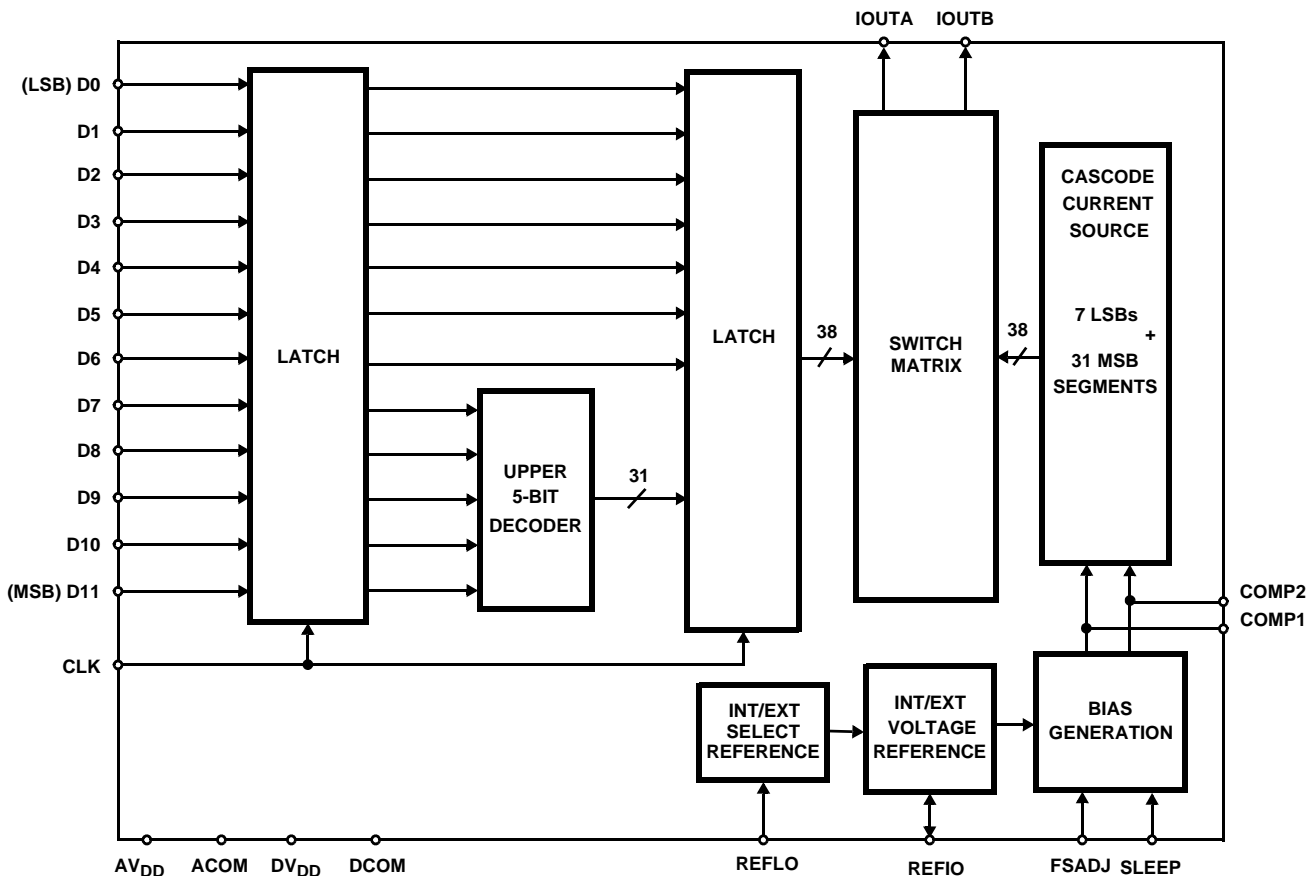 IOUTA IOUTB
(LSB) D0
D1
D2
D3
D4
D5
D6
D7
D8
D9
D10
(MSB) D11
CLK
LATCH
UPPER
5-BIT
DECODER
31
LATCH
38
SWITCH
MATRIX
38
CASCODE
CURRENT
SOURCE
7 LSBs
+
31 MSB
SEGMENTS
COMP2
COMP1
INT/EXT
SELECT
REFERENCE
INT/EXT
VOLTAGE
REFERENCE
BIAS
GENERATION
AVDD ACOM DVDD DCOM REFLO REFIO FSADJ SLEEP